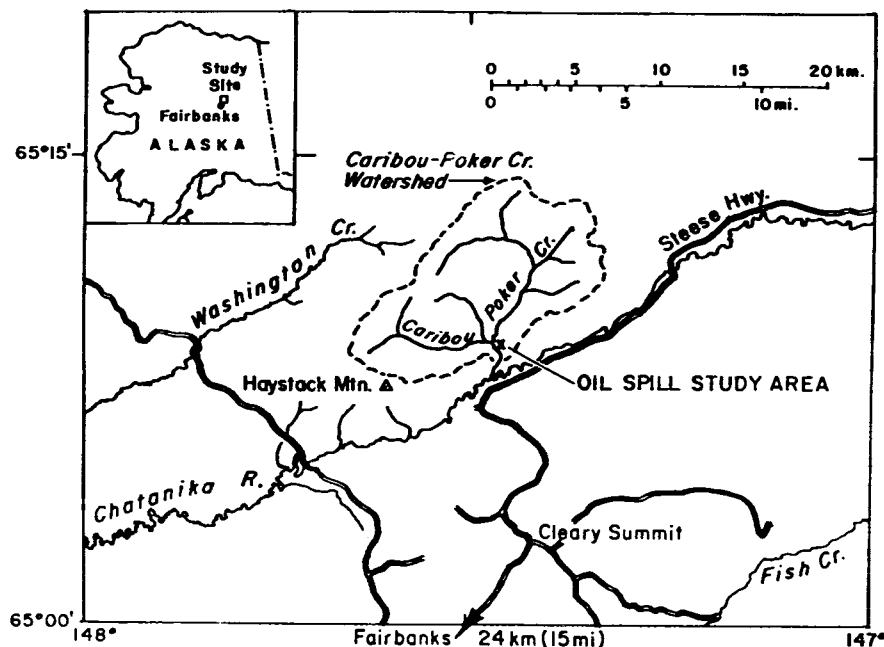 Study
Site
Fairbanks
ALASKA
0 5 10 15 20 km.
0 5 10 mi.
65°15'
Caribou-Poker Cr.
Watershed
Steese Hwy.
Washington Cr.
Poker Cr.
Caribou
Haystack Mtn.
OIL SPILL STUDY AREA
Chatanika R.
Cleary Summit
Fish Cr.
65°00'
148°
Fairbanks 24 km (15 mi)
147°